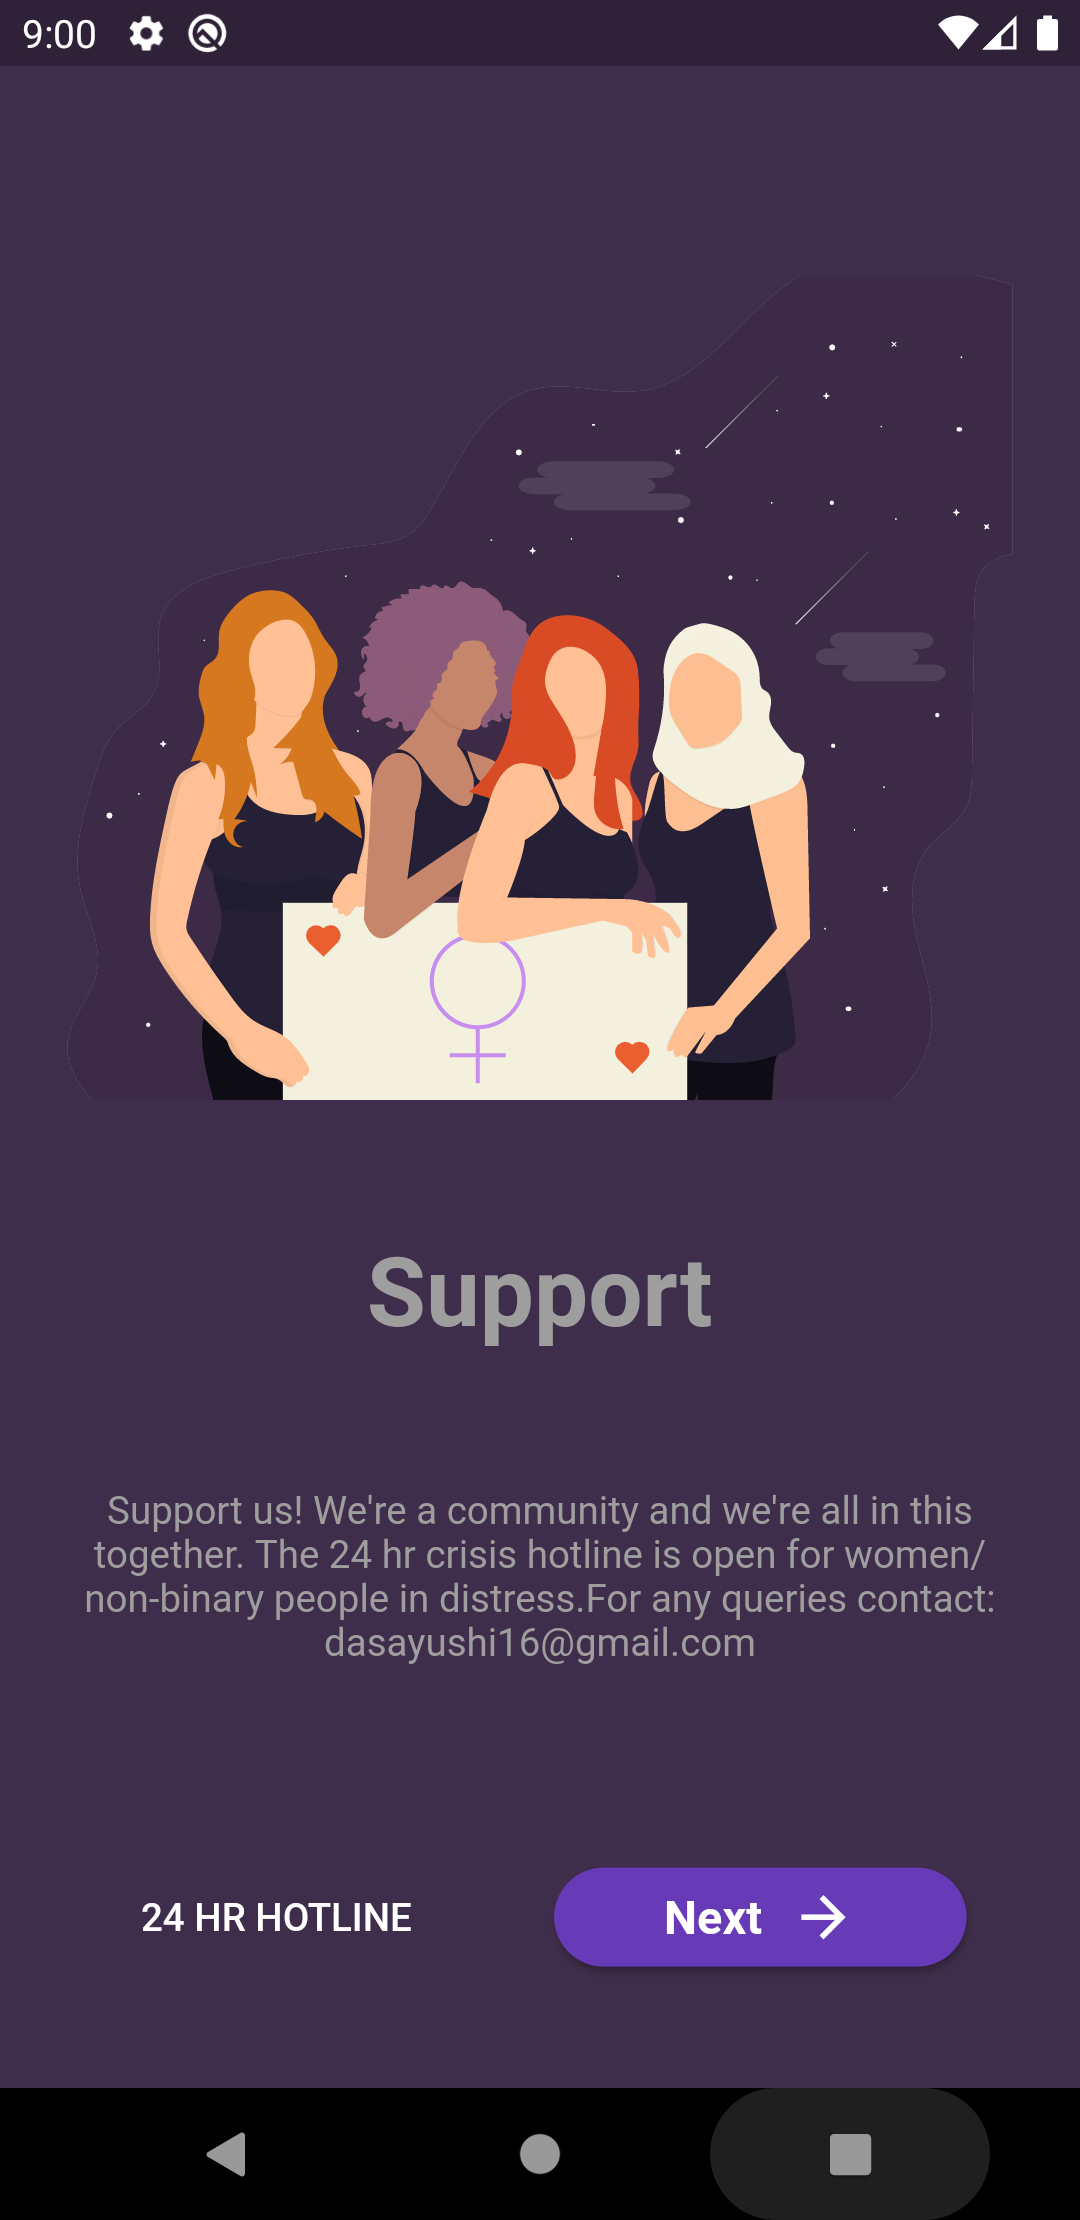 9:00
Support
Support us! We're a community and we're all in this
together. The 24 hr crisis hotline is open for women/
non-binary people in distress.For any queries contact:
dasayushi16@gmail.com
24 HR HOTLINE
Next